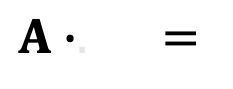 A · =